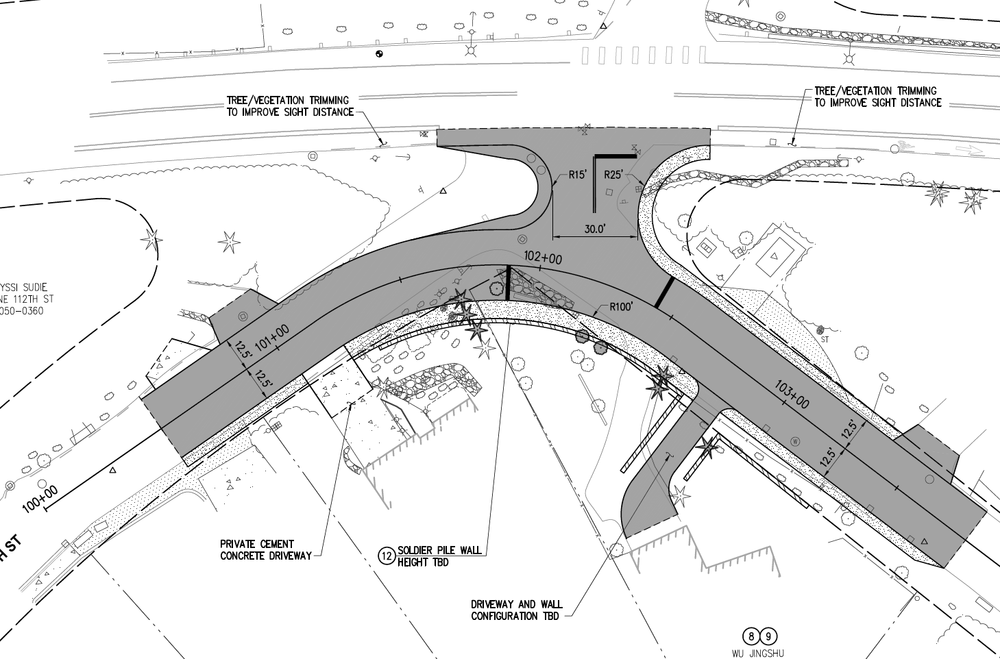 TREE/VEGETATION TRIMMING
TO IMPROVE SIGHT DISTANCE
TREE/VEGETATION TRIMMING
TO IMPROVE SIGHT DISTANCE
R15'
R25'
30.0'
102+00
YSSI SUDIE
NE 112TH ST
050-0360
R100'
101+00
12.5'
12.5'
ST
103+00
12.5'
12.5'
W
100+00
H ST
PRIVATE CEMENT
CONCRETE DRIVEWAY
12 SOLDIER PILE WALL
HEIGHT TBD
DRIVEWAY AND WALL
CONFIGURATION TBD
8 9
WU JINGSHU